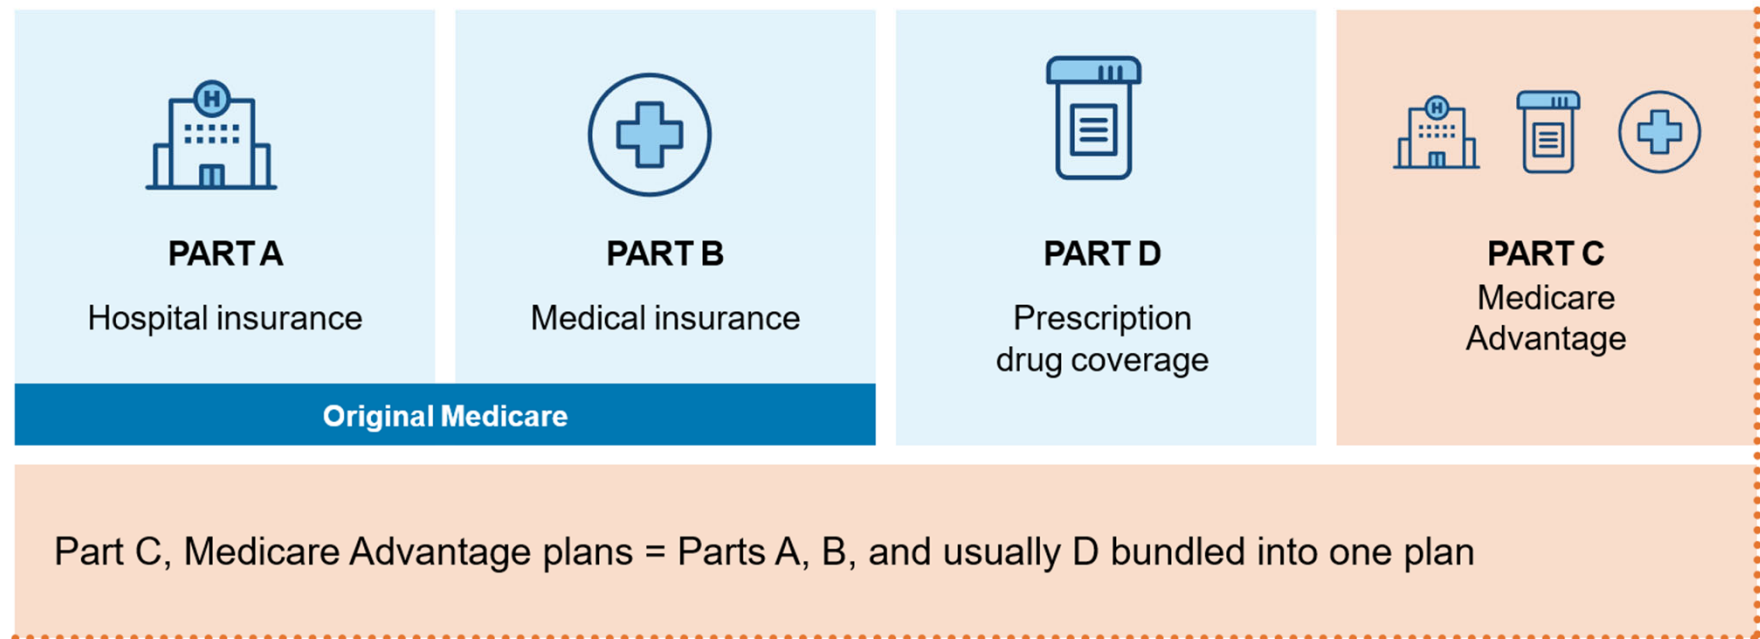 H
PART A
Hospital insurance
PART B
Medical insurance
Original Medicare
PART D
Prescription
drug coverage
H
PART C
Medicare
Advantage
Part C, Medicare Advantage plans = Parts A, B, and usually D bundled into one plan